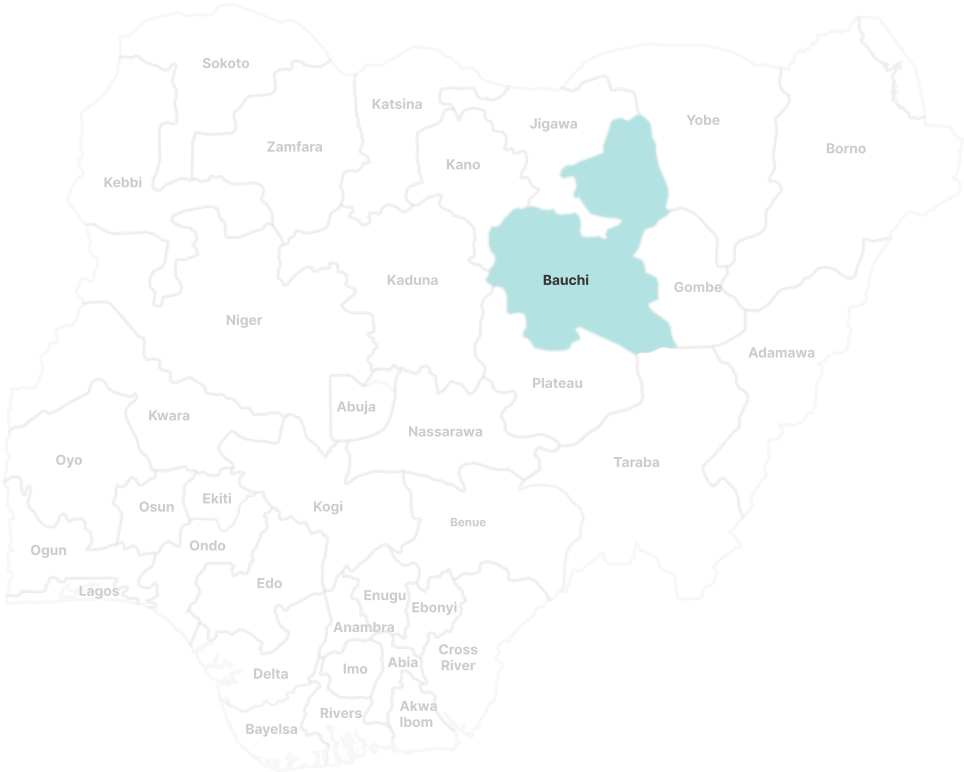 Sokoto
Katsina
Jigawa
Yobe
Borno
Zamfara
Kano
Kebbi
Bauchi
Kaduna
Gombe
Niger
Adamawa
Plateau
Abuja
Kwara
Nassarawa
Oyo
Taraba
Osun
Ekiti
Kogi
Benue
Ogun
Ondo
Edo
Lagos
Enugu
Ebonyi
Anambra
Cross
River
Imo
Abia
Delta
Rivers
Akwa
Ibom
Bayelsa